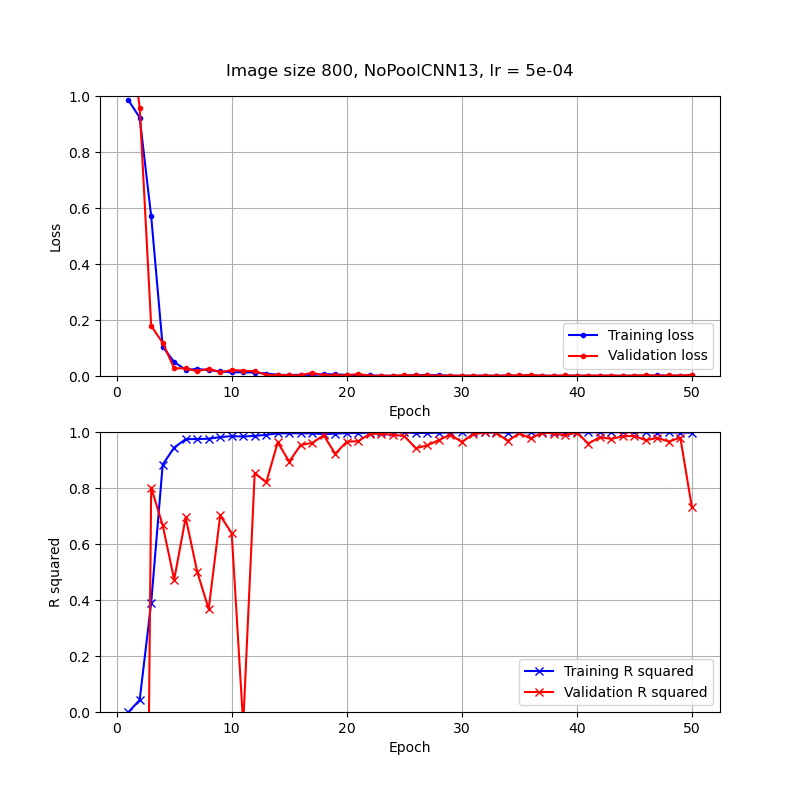 Image size 800, NoPoolCNN13, lr = 5e-04
1.0
0.8
0.6
0.4
0.2
0.0
Loss
0 10 20 30 40 50
Epoch
Training loss
Validation loss
1.0
0.8
0.6
0.4
0.2
0.0
R squared
0 10 20 30 40 50
Epoch
Training R squared
Validation R squared